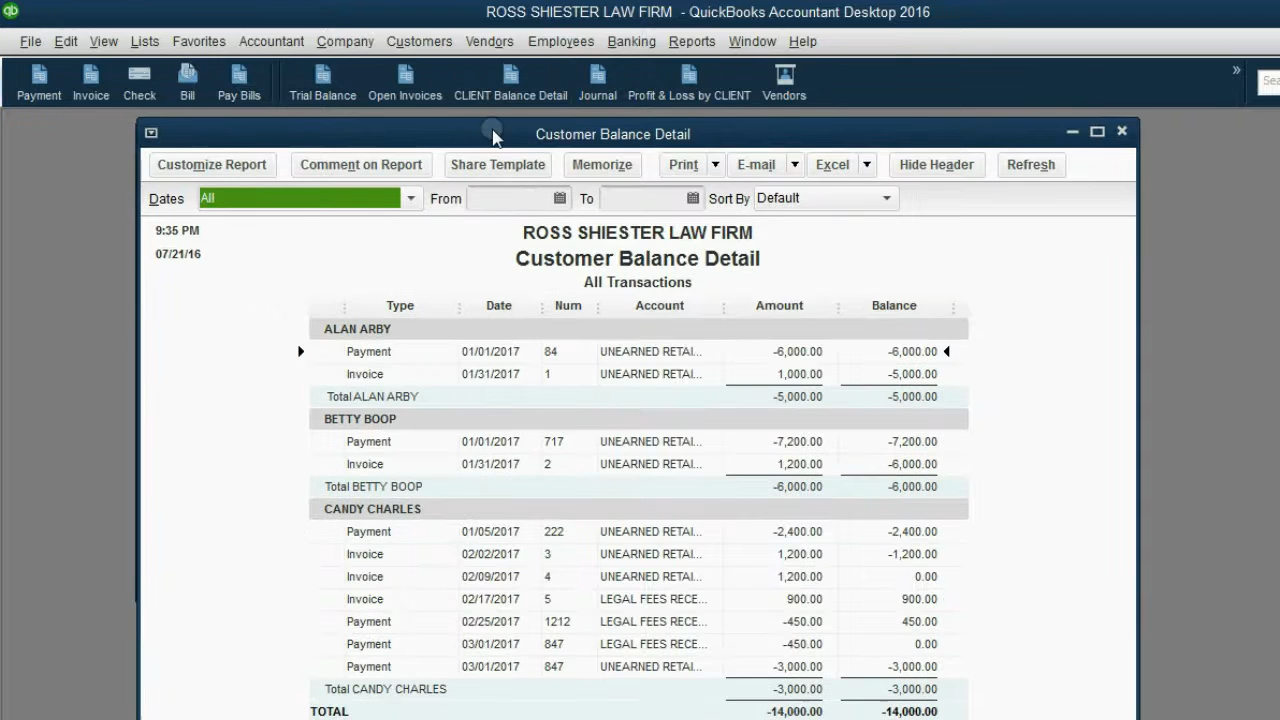 qb
ROSS SHIESTER LAW FIRM - QuickBooks Accountant Desktop 2016
File Edit View Lists Favorites Accountant Company Customers Vendors Employees Banking Reports Window Help
Payment Invoice Check Bill Pay Bills Trial Balance Open Invoices CLIENT Balance Detail Journal Profit & Loss by CLIENT Vendors » Sea
Customer Balance Detail
Customize Report Comment on Report Share Template Memorize Print E-mail Excel Hide Header Refresh
Dates All From To Sort By Default
9:35 PM ROSS SHIESTER LAW FIRM
07/21/16 Customer Balance Detail
All Transactions
Type Date Num Account Amount Balance
ALAN ARBY
Payment 01/01/2017 84 UNEARNED RETAI... -6,000.00 -6,000.00
Invoice 01/31/2017 1 UNEARNED RETAI... 1,000.00 -5,000.00
Total ALAN ARBY -5,000.00 -5,000.00
BETTY BOOP
Payment 01/01/2017 717 UNEARNED RETAI... -7,200.00 -7,200.00
Invoice 01/31/2017 2 UNEARNED RETAI... 1,200.00 -6,000.00
Total BETTY BOOP -6,000.00 -6,000.00
CANDY CHARLES
Payment 01/05/2017 222 UNEARNED RETAI... -2,400.00 -2,400.00
Invoice 02/02/2017 3 UNEARNED RETAI... 1,200.00 -1,200.00
Invoice 02/09/2017 4 UNEARNED RETAI... 1,200.00 0.00
Invoice 02/17/2017 5 LEGAL FEES RECE... 900.00 900.00
Payment 02/25/2017 1212 LEGAL FEES RECE... -450.00 450.00
Payment 03/01/2017 847 LEGAL FEES RECE... -450.00 0.00
Payment 03/01/2017 847 UNEARNED RETAI... -3,000.00 -3,000.00
Total CANDY CHARLES -3,000.00 -3,000.00
TOTAL -14,000.00 -14,000.00